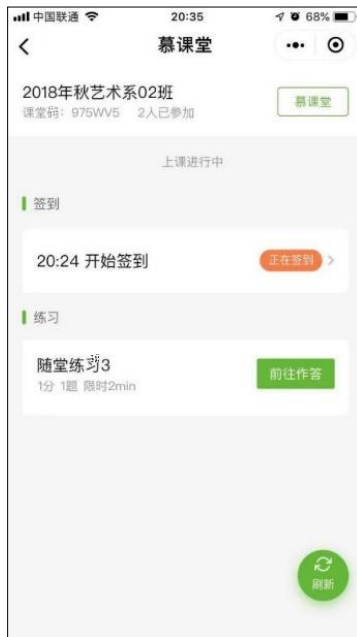 中国联通 20:35 68%
慕课堂
2018年秋艺术系02班
慕课堂
课堂码：975WV5 2人已参加
上课进行中
签到
20:24 开始签到 正在签到
练习
随堂练习3
前往作答
1分 1题 限时2min
刷新